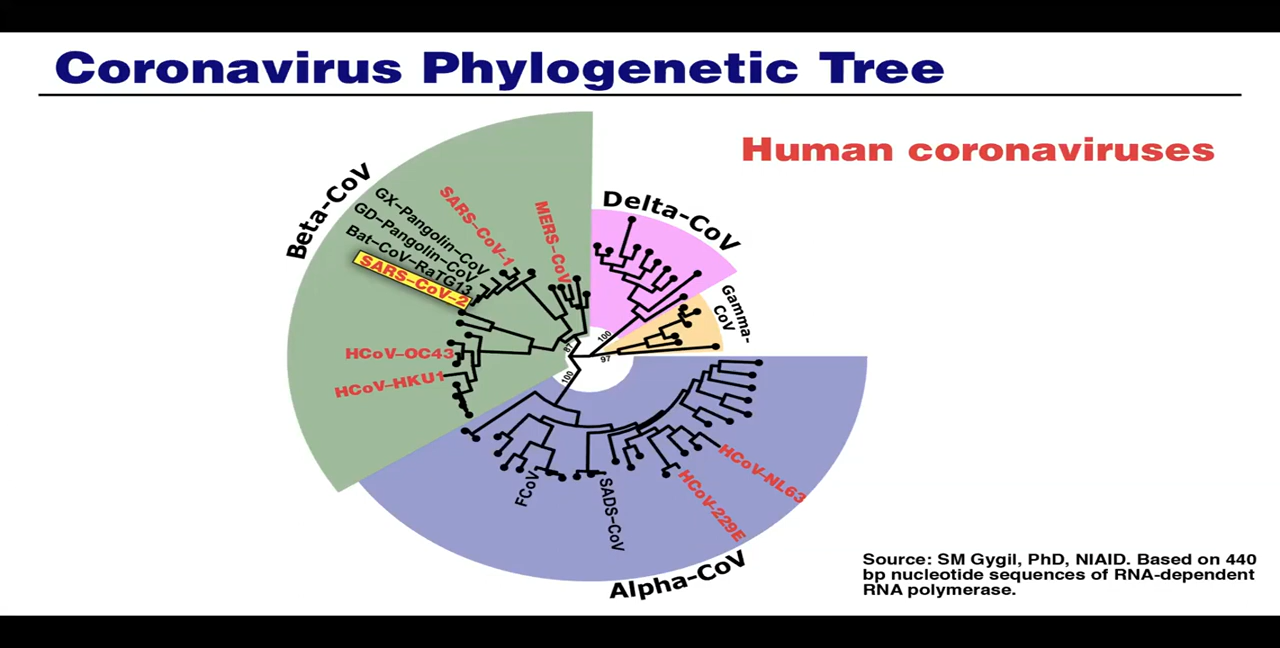 Coronavirus Phylogenetic Tree
Human coronaviruses
Beta-CoV
GX-Pangolin-CoV
GD-Pangolin-CoV
Bat-CoV-RaTG13
SARS-CoV-2
SARS-CoV-1
MERS-CoV
Delta-CoV
Gamma-
CoV
100
87
97
100
HCoV-OC43
HCoV-HKU1
FCoV
SADS-CoV
HCoV-229E
HCoV-NL63
Alpha-CoV
Source: SM Gygil, PhD, NIAID. Based on 440
bp nucleotide sequences of RNA-dependent
RNA polymerase.